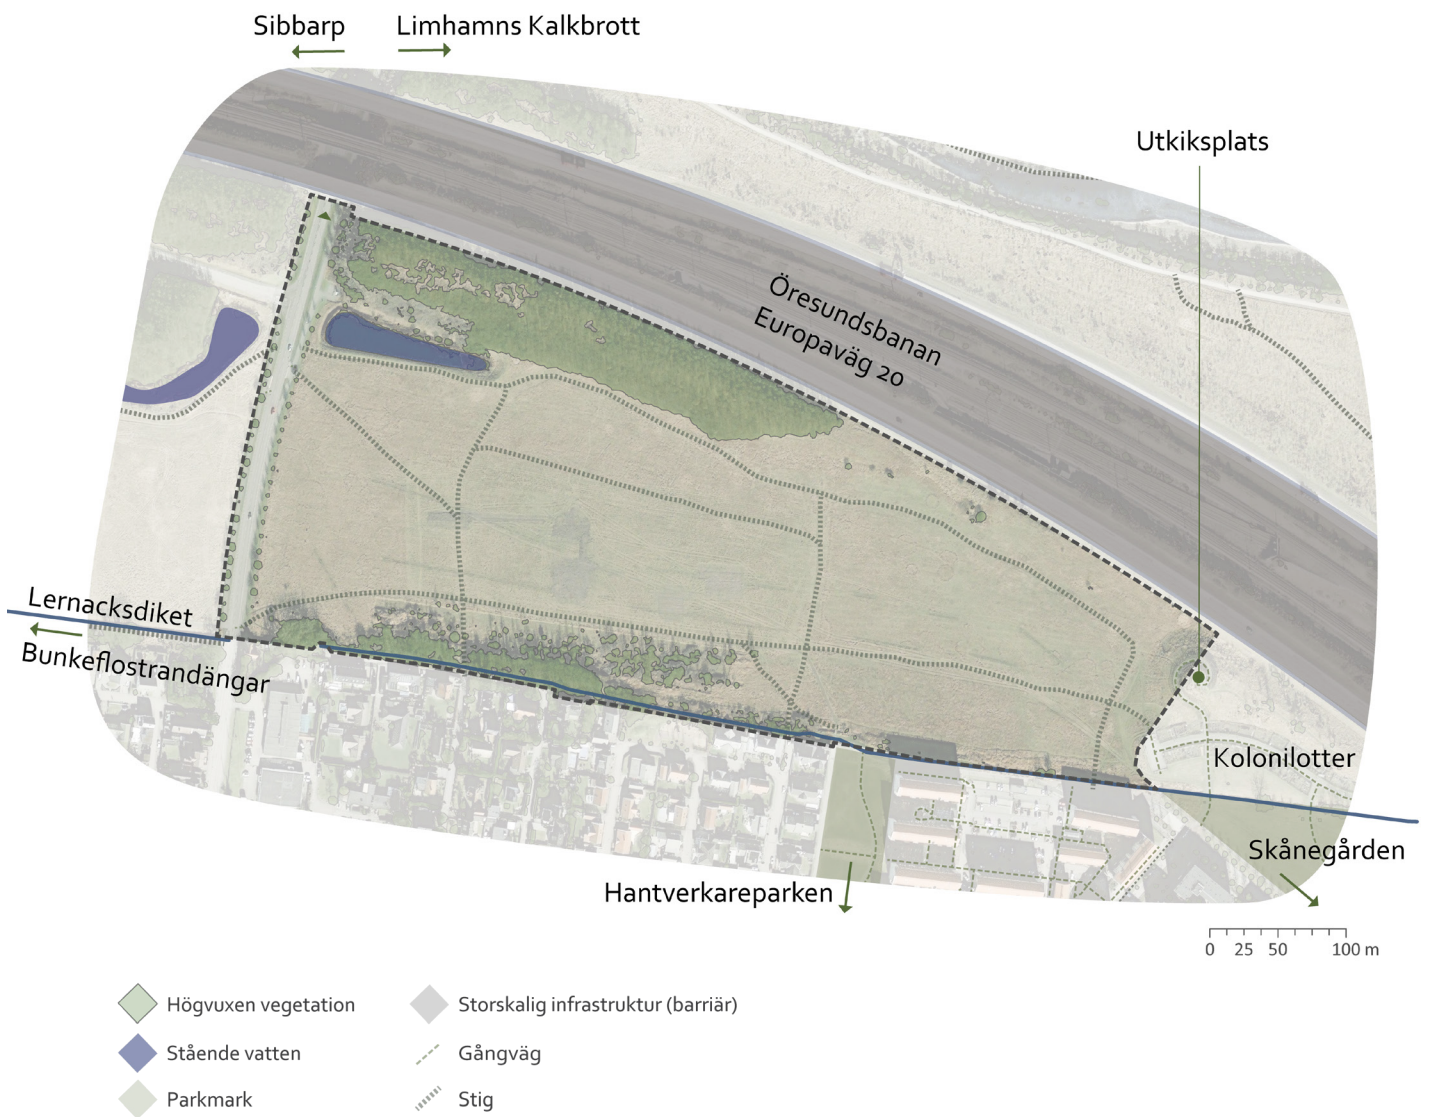 Sibbarp
Limhamns Kalkbrott
Utkiksplats
Öresundsbanan
Europaväg 20
Lernacksdiket
Bunkeflostrandängar
Kolonilotter
Skånegården
Hantverkareparken
0 25 50 100 m
Högvuxen vegetation
Stående vatten
Parkmark
Storskalig infrastruktur (barriär)
Gångväg
Stig